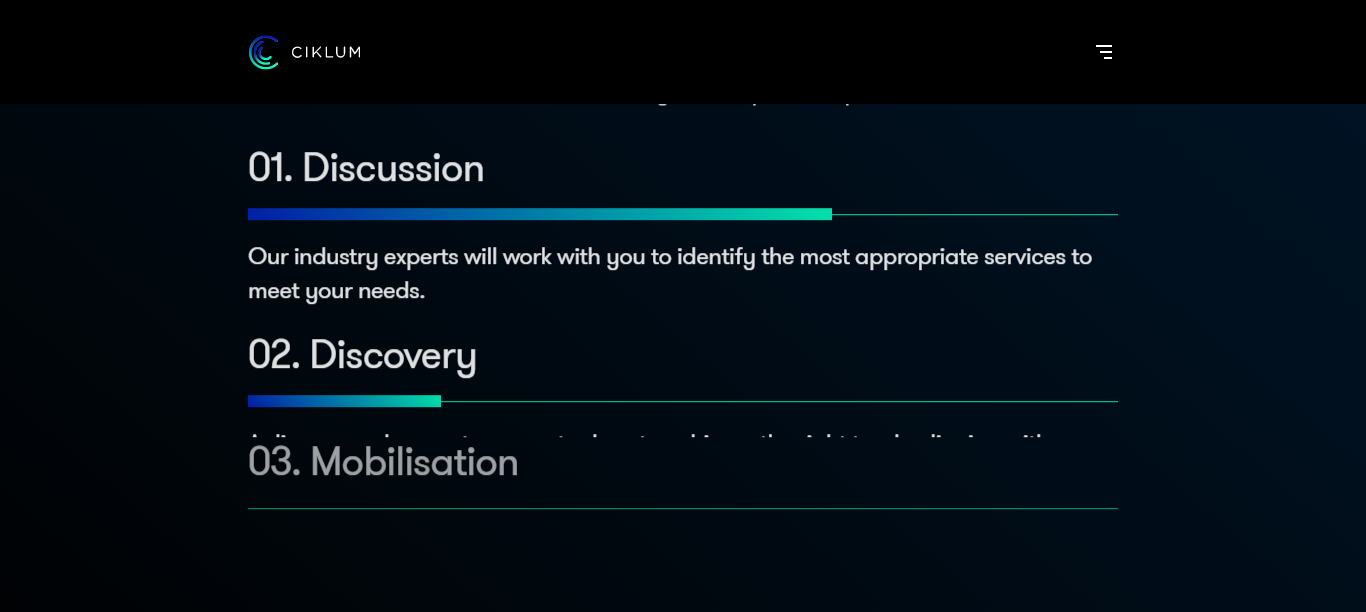 CIKLUM
01. Discussion
Our industry experts will work with you to identify the most appropriate services to
meet your needs.
02. Discovery
03. Mobilisation